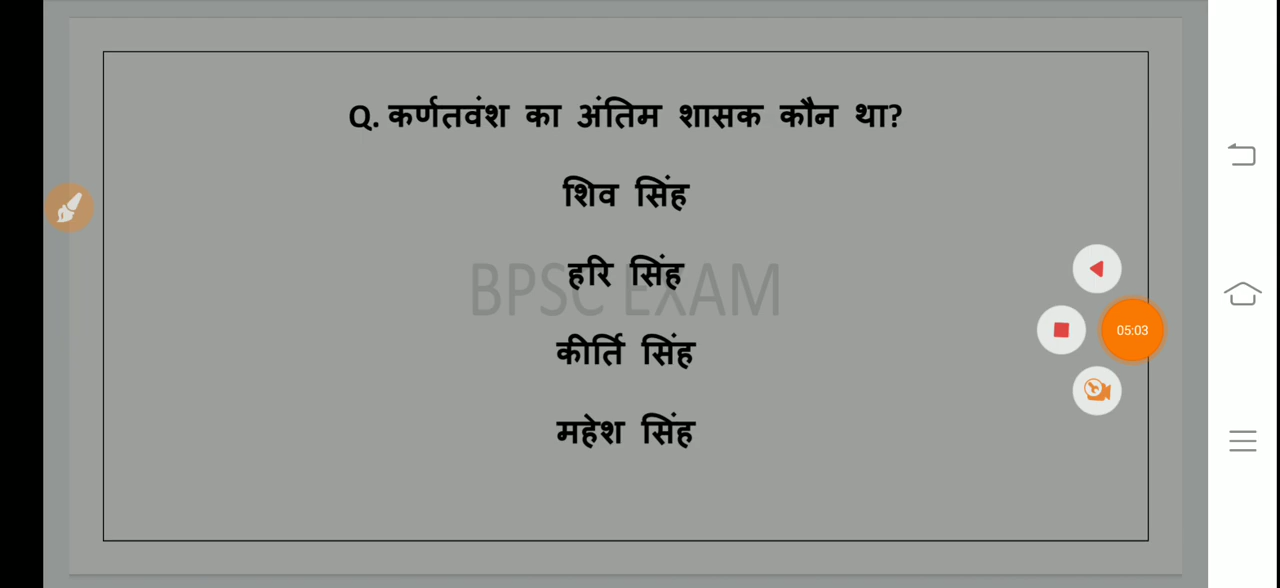 Q. कर्णतवंश का अंतिम शासक कौन था?
शिव सिंह
हरि सिंह
BPSC EXAM
कीर्ति सिंह
महेश सिंह
05:03